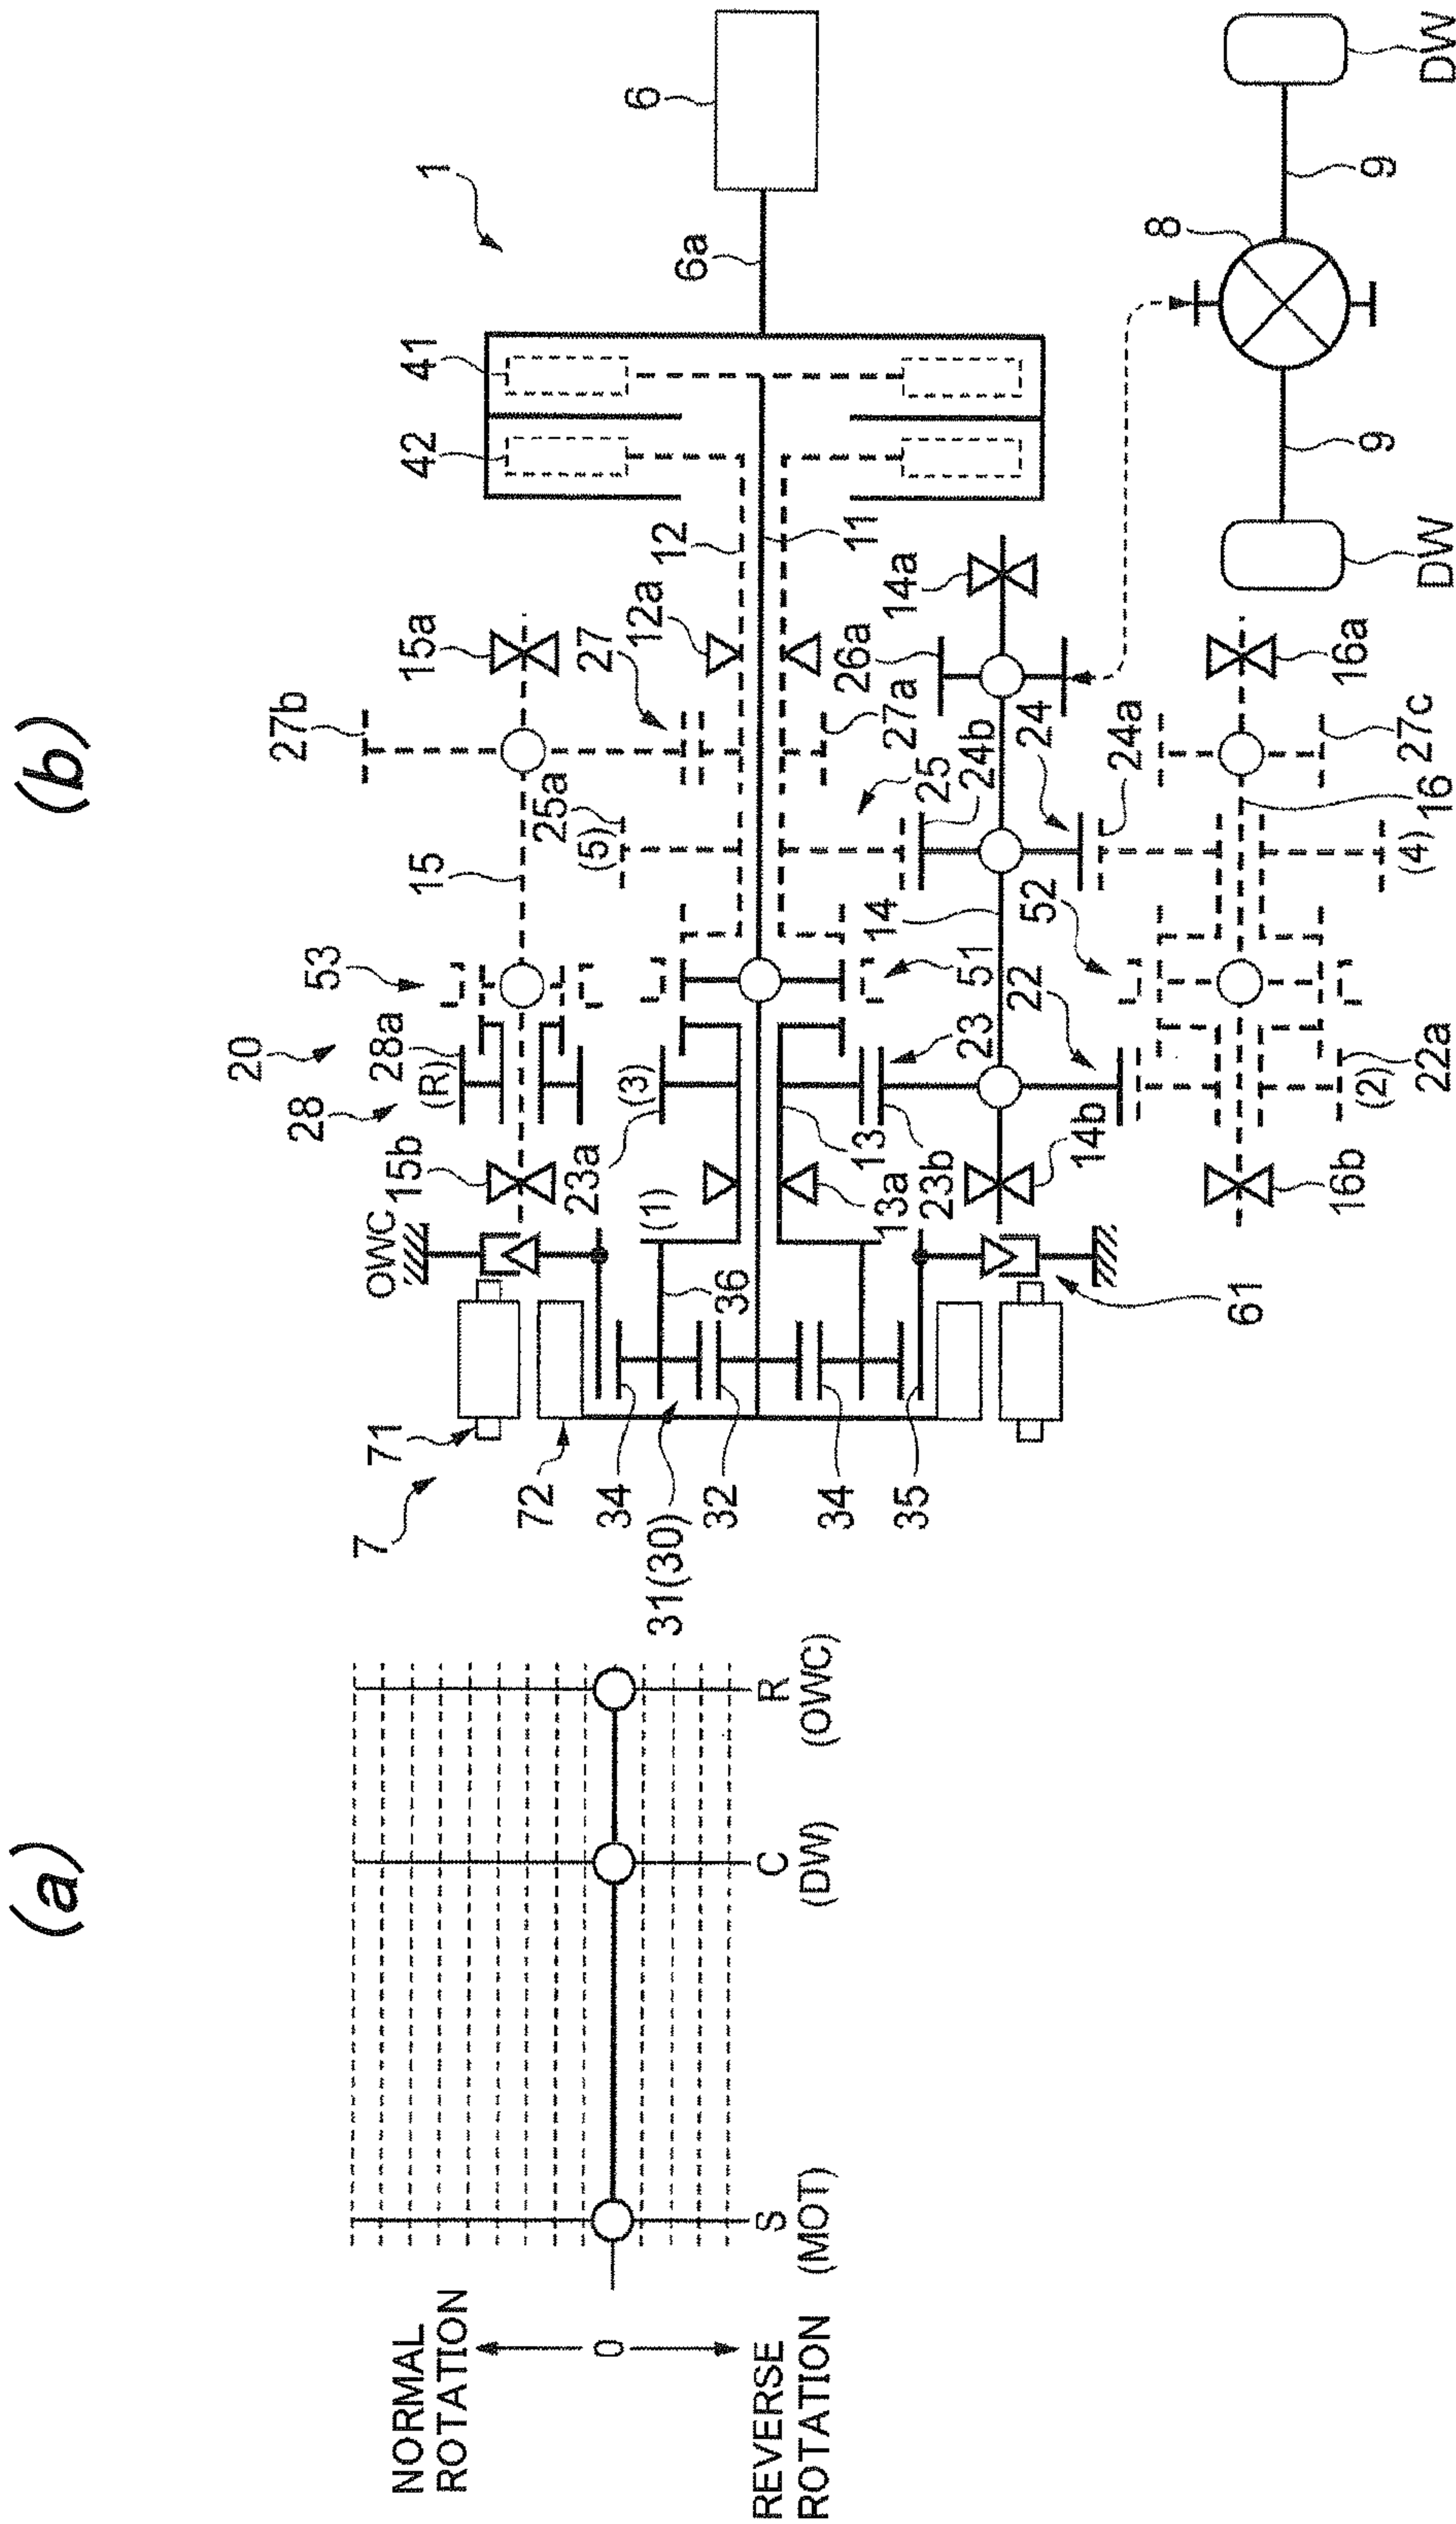 (a)
NORMAL
ROTATION
0
REVERSE
ROTATION
S
(MOT)
C
(DW)
R
(OWC)
(b)
1
6
6a
41
42
12
11
12a
27
27a
27b
15a
25a
(5)
25
15
53
20
28
28a
(R)
15b
OWC
23a
(3)
(1)
36
13
13a
23
23b
51
14
14a
14b
26a
24
24a
24b
52
22
22a
(2)
(4)
16
16a
16b
27c
61
7
71
72
34
31(30)
32
34
35
8
9
9
DW
DW